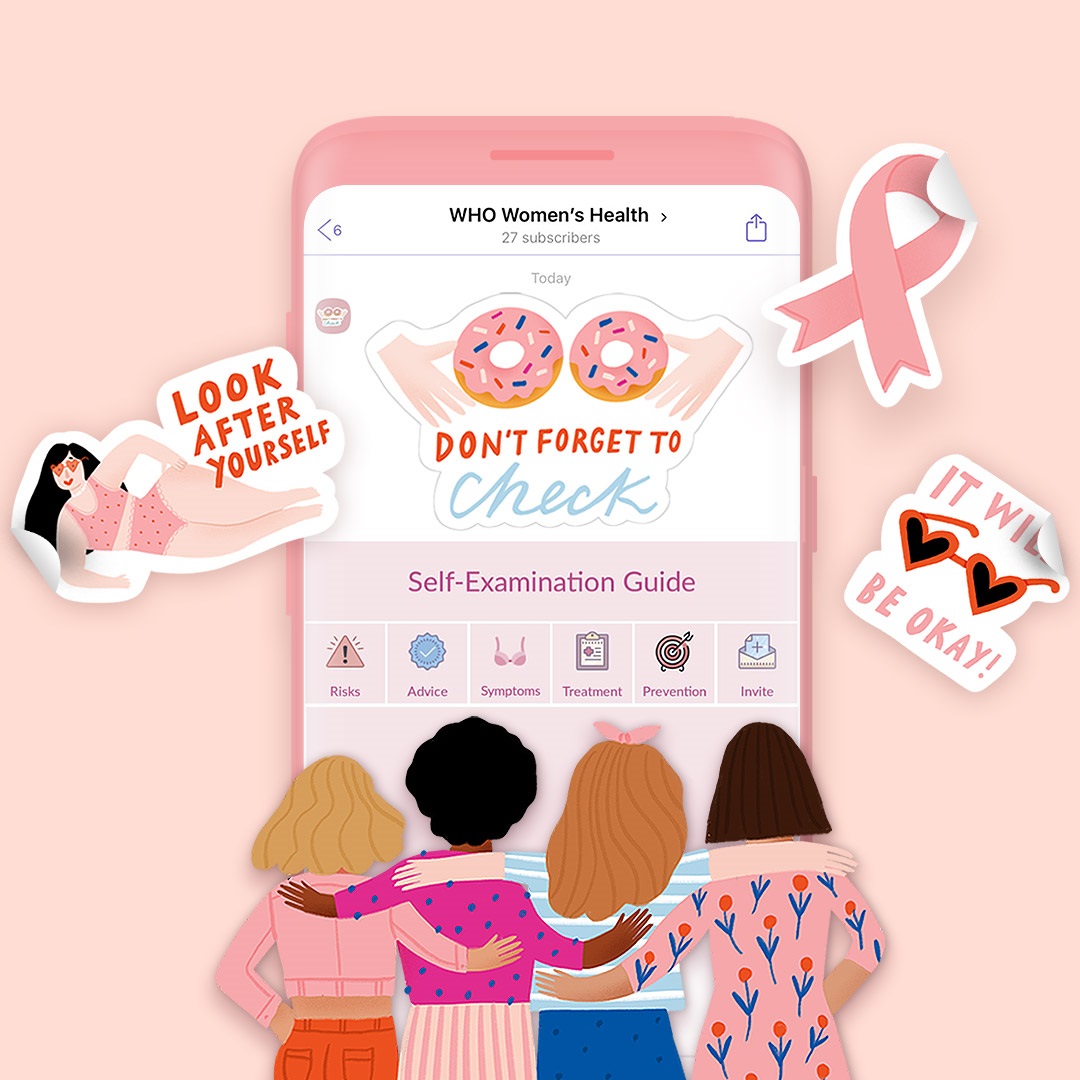 WHO Women's Health
6
27 subscribers
Today
DON'T FORGET TO
check
LOOK
AFTER
YOURSELF
IT WILL
BE OKAY!
Self-Examination Guide
Risks
Advice
Symptoms
Treatment
Prevention
Invite